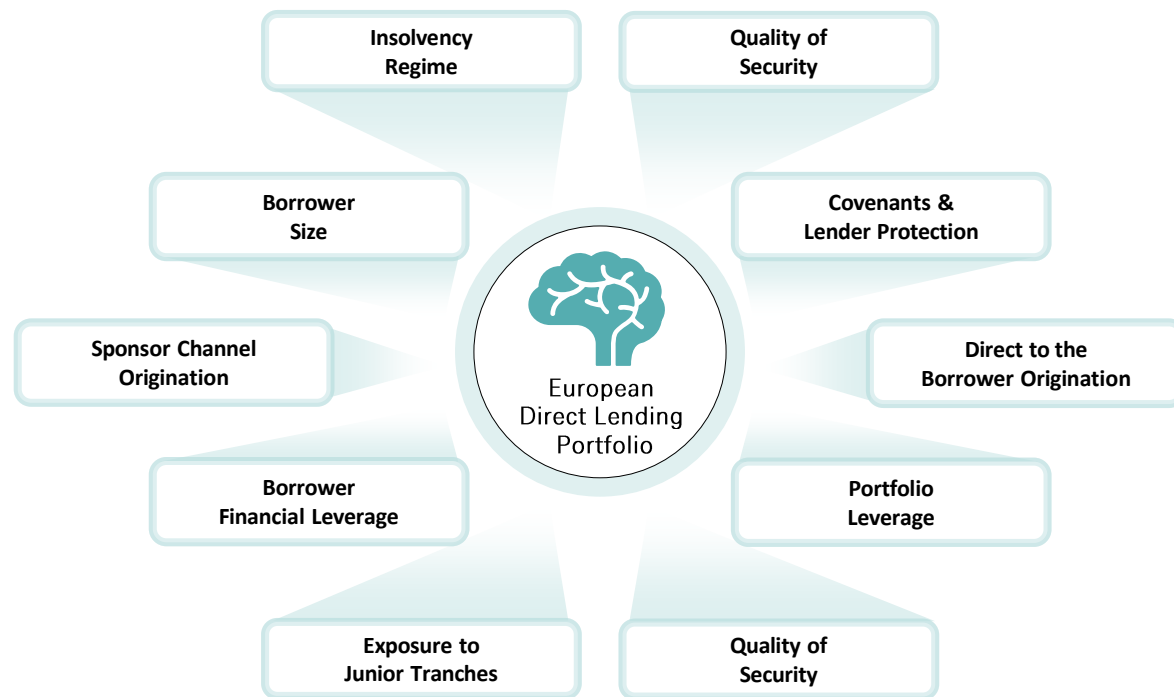 Insolvency
Regime
Quality of
Security
Borrower
Size
Covenants &
Lender Protection
Sponsor Channel
Origination
European
Direct Lending
Portfolio
Direct to the
Borrower Origination
Borrower
Financial Leverage
Portfolio
Leverage
Exposure to
Junior Tranches
Quality of
Security